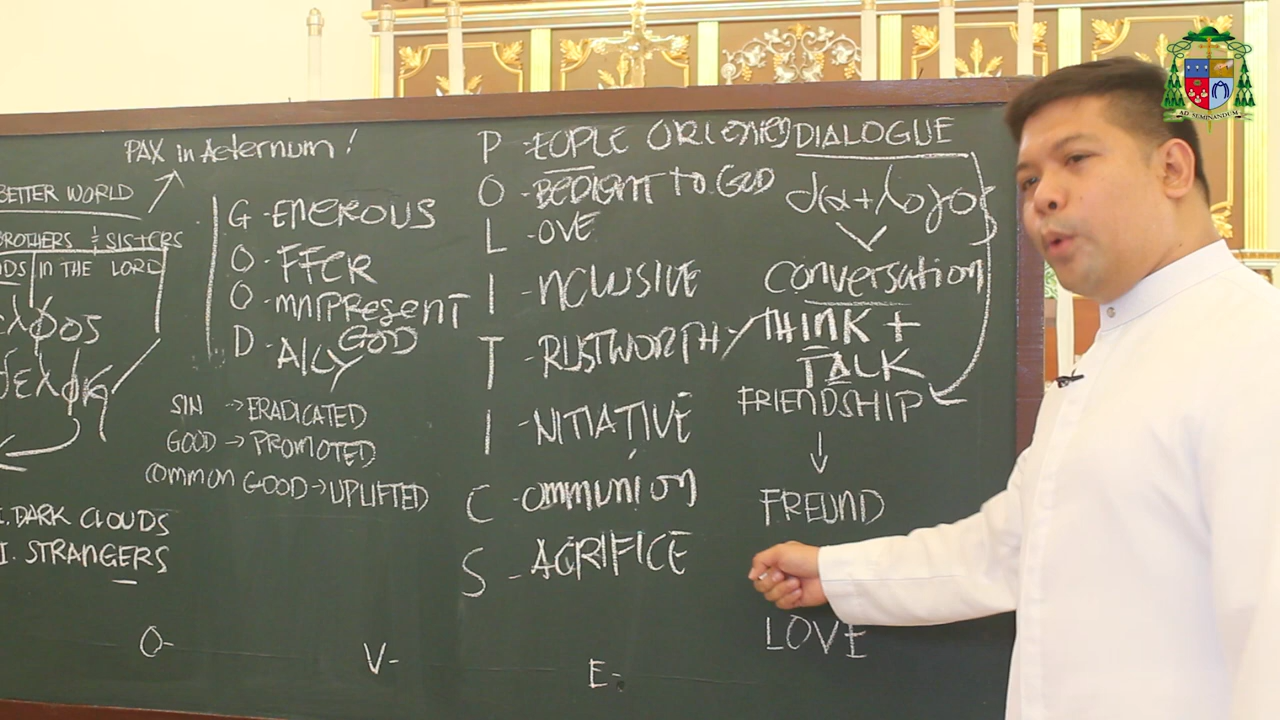 PAX in Aeternum!
BETTER WORLD
BROTHERS & SISTERS
IN THE LORD
G-ENEROUS
O-FFER
O-MNIPRESENT GOD
D-AILY
SIN → ERADICATED
GOOD → PROMOTED
COMMON GOOD → UPLIFTED
I. DARK CLOUDS
I. STRANGERS
P-EOPLE ORIENTED
O-BEDIENT TO GOD
L-OVE
I-NCLUSIVE
T-RUSTWORTHY
I-NITIATIVE
C-OMMUNION
S-ACRIFICE
DIALOGUE
δια + λογος
Conversation
THINK +
TALK
FRIENDSHIP
↓
FREUND
LOVE
O-
V-
E-
AD SEMINANDUM